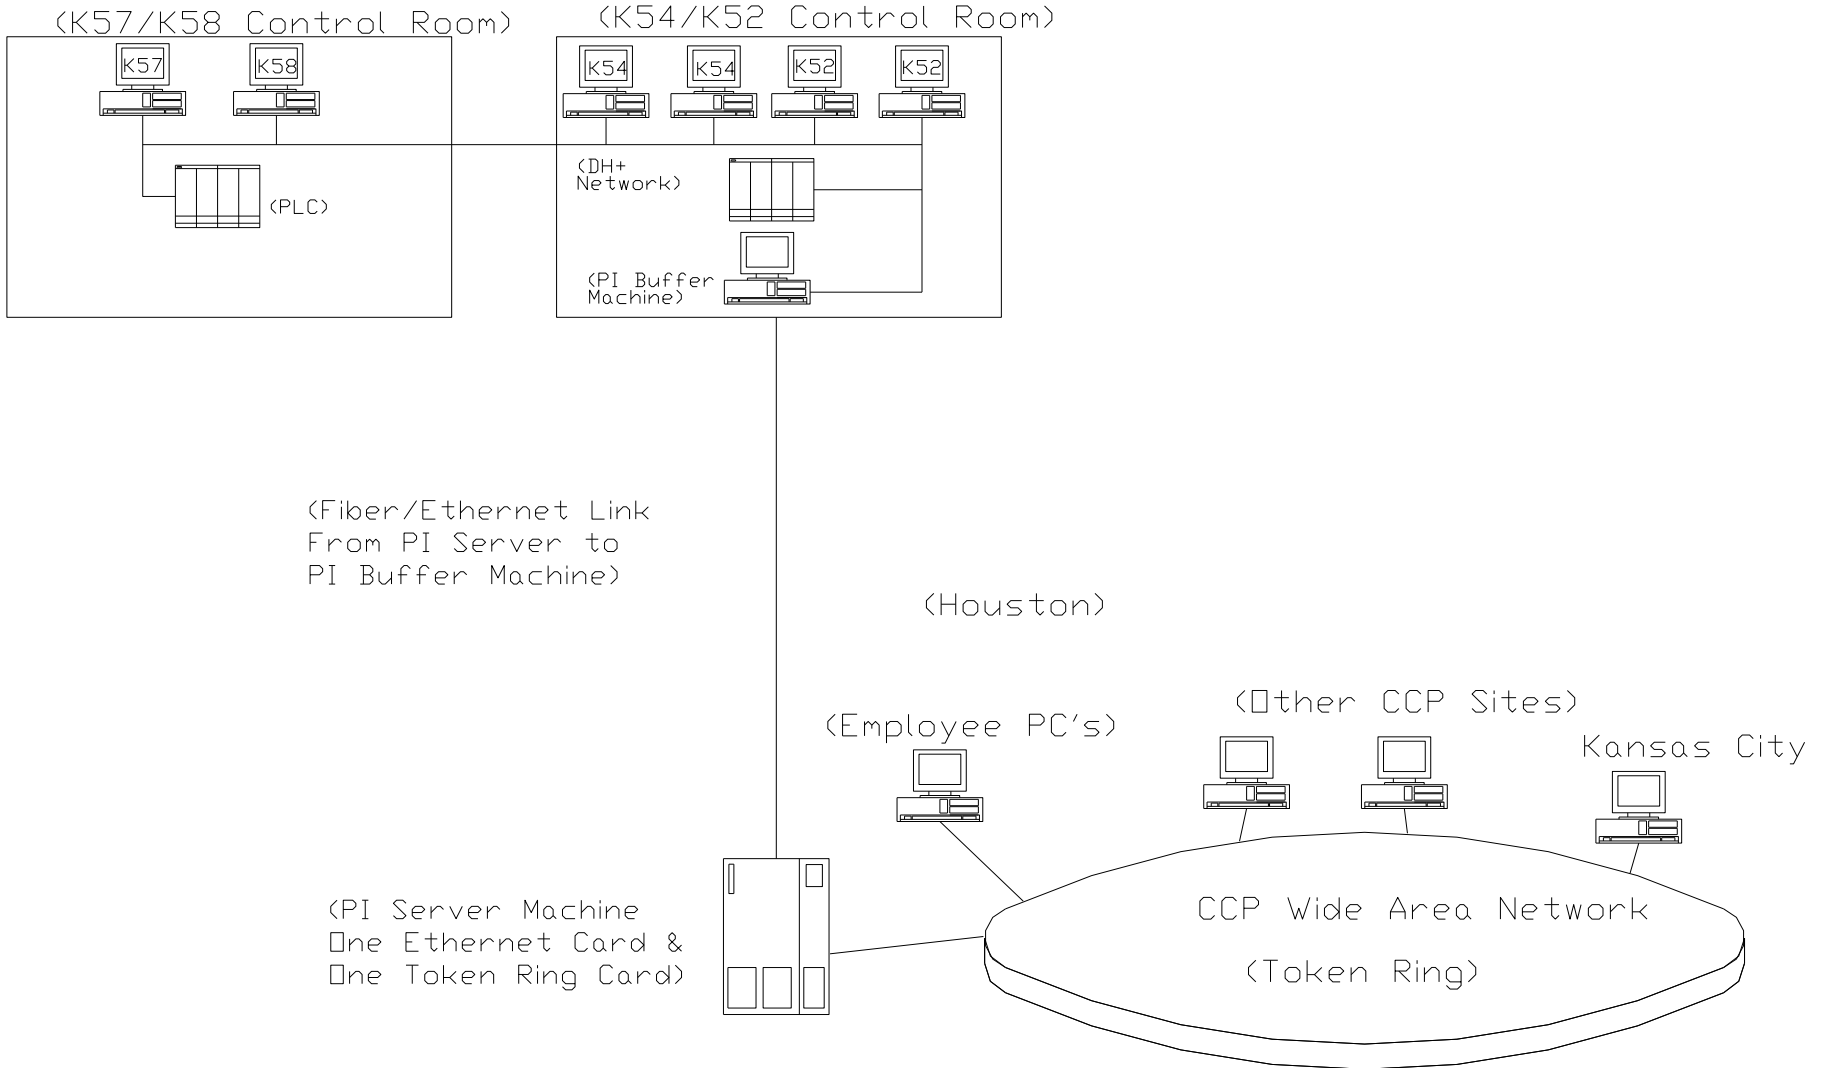 (K57/K58 Control Room)
(K54/K52 Control Room)
K57
K58
K54
K54
K52
K52
(PLC)
(DH+
Network)
(PI Buffer
Machine)
(Fiber/Ethernet Link
From PI Server to
PI Buffer Machine)
(Houston)
(Employee PC's)
(Other CCP Sites)
Kansas City
(PI Server Machine
One Ethernet Card &
One Token Ring Card)
CCP Wide Area Network
(Token Ring)